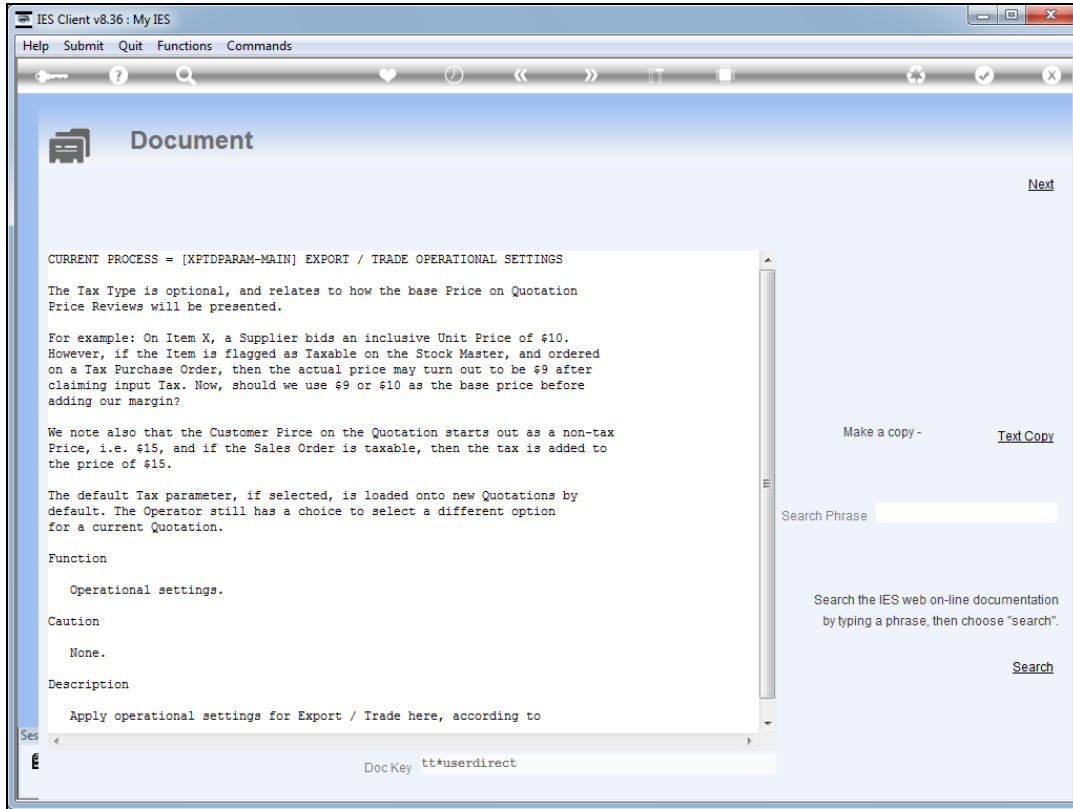 IES Client v8.36 : My IES
Help Submit Quit Functions Commands
Document
Next
CURRENT PROCESS = [XPTDPARAM-MAIN] EXPORT / TRADE OPERATIONAL SETTINGS
The Tax Type is optional, and relates to how the base Price on Quotation
Price Reviews will be presented.
For example: On Item X, a Supplier bids an inclusive Unit Price of $10.
However, if the Item is flagged as Taxable on the Stock Master, and ordered
on a Tax Purchase Order, then the actual price may turn out to be $9 after
claiming input Tax. Now, should we use $9 or $10 as the base price before
adding our margin?
We note also that the Customer Pirce on the Quotation starts out as a non-tax
Price, i.e. $15, and if the Sales Order is taxable, then the tax is added to
the price of $15.
The default Tax parameter, if selected, is loaded onto new Quotations by
default. The Operator still has a choice to select a different option
for a current Quotation.
Function
Operational settings.
Caution
None.
Description
Apply operational settings for Export / Trade here, according to
Make a copy -
Text Copy
Search Phrase
Search the IES web on-line documentation
by typing a phrase, then choose "search".
Search
Ses
Doc Key tt*userdirect